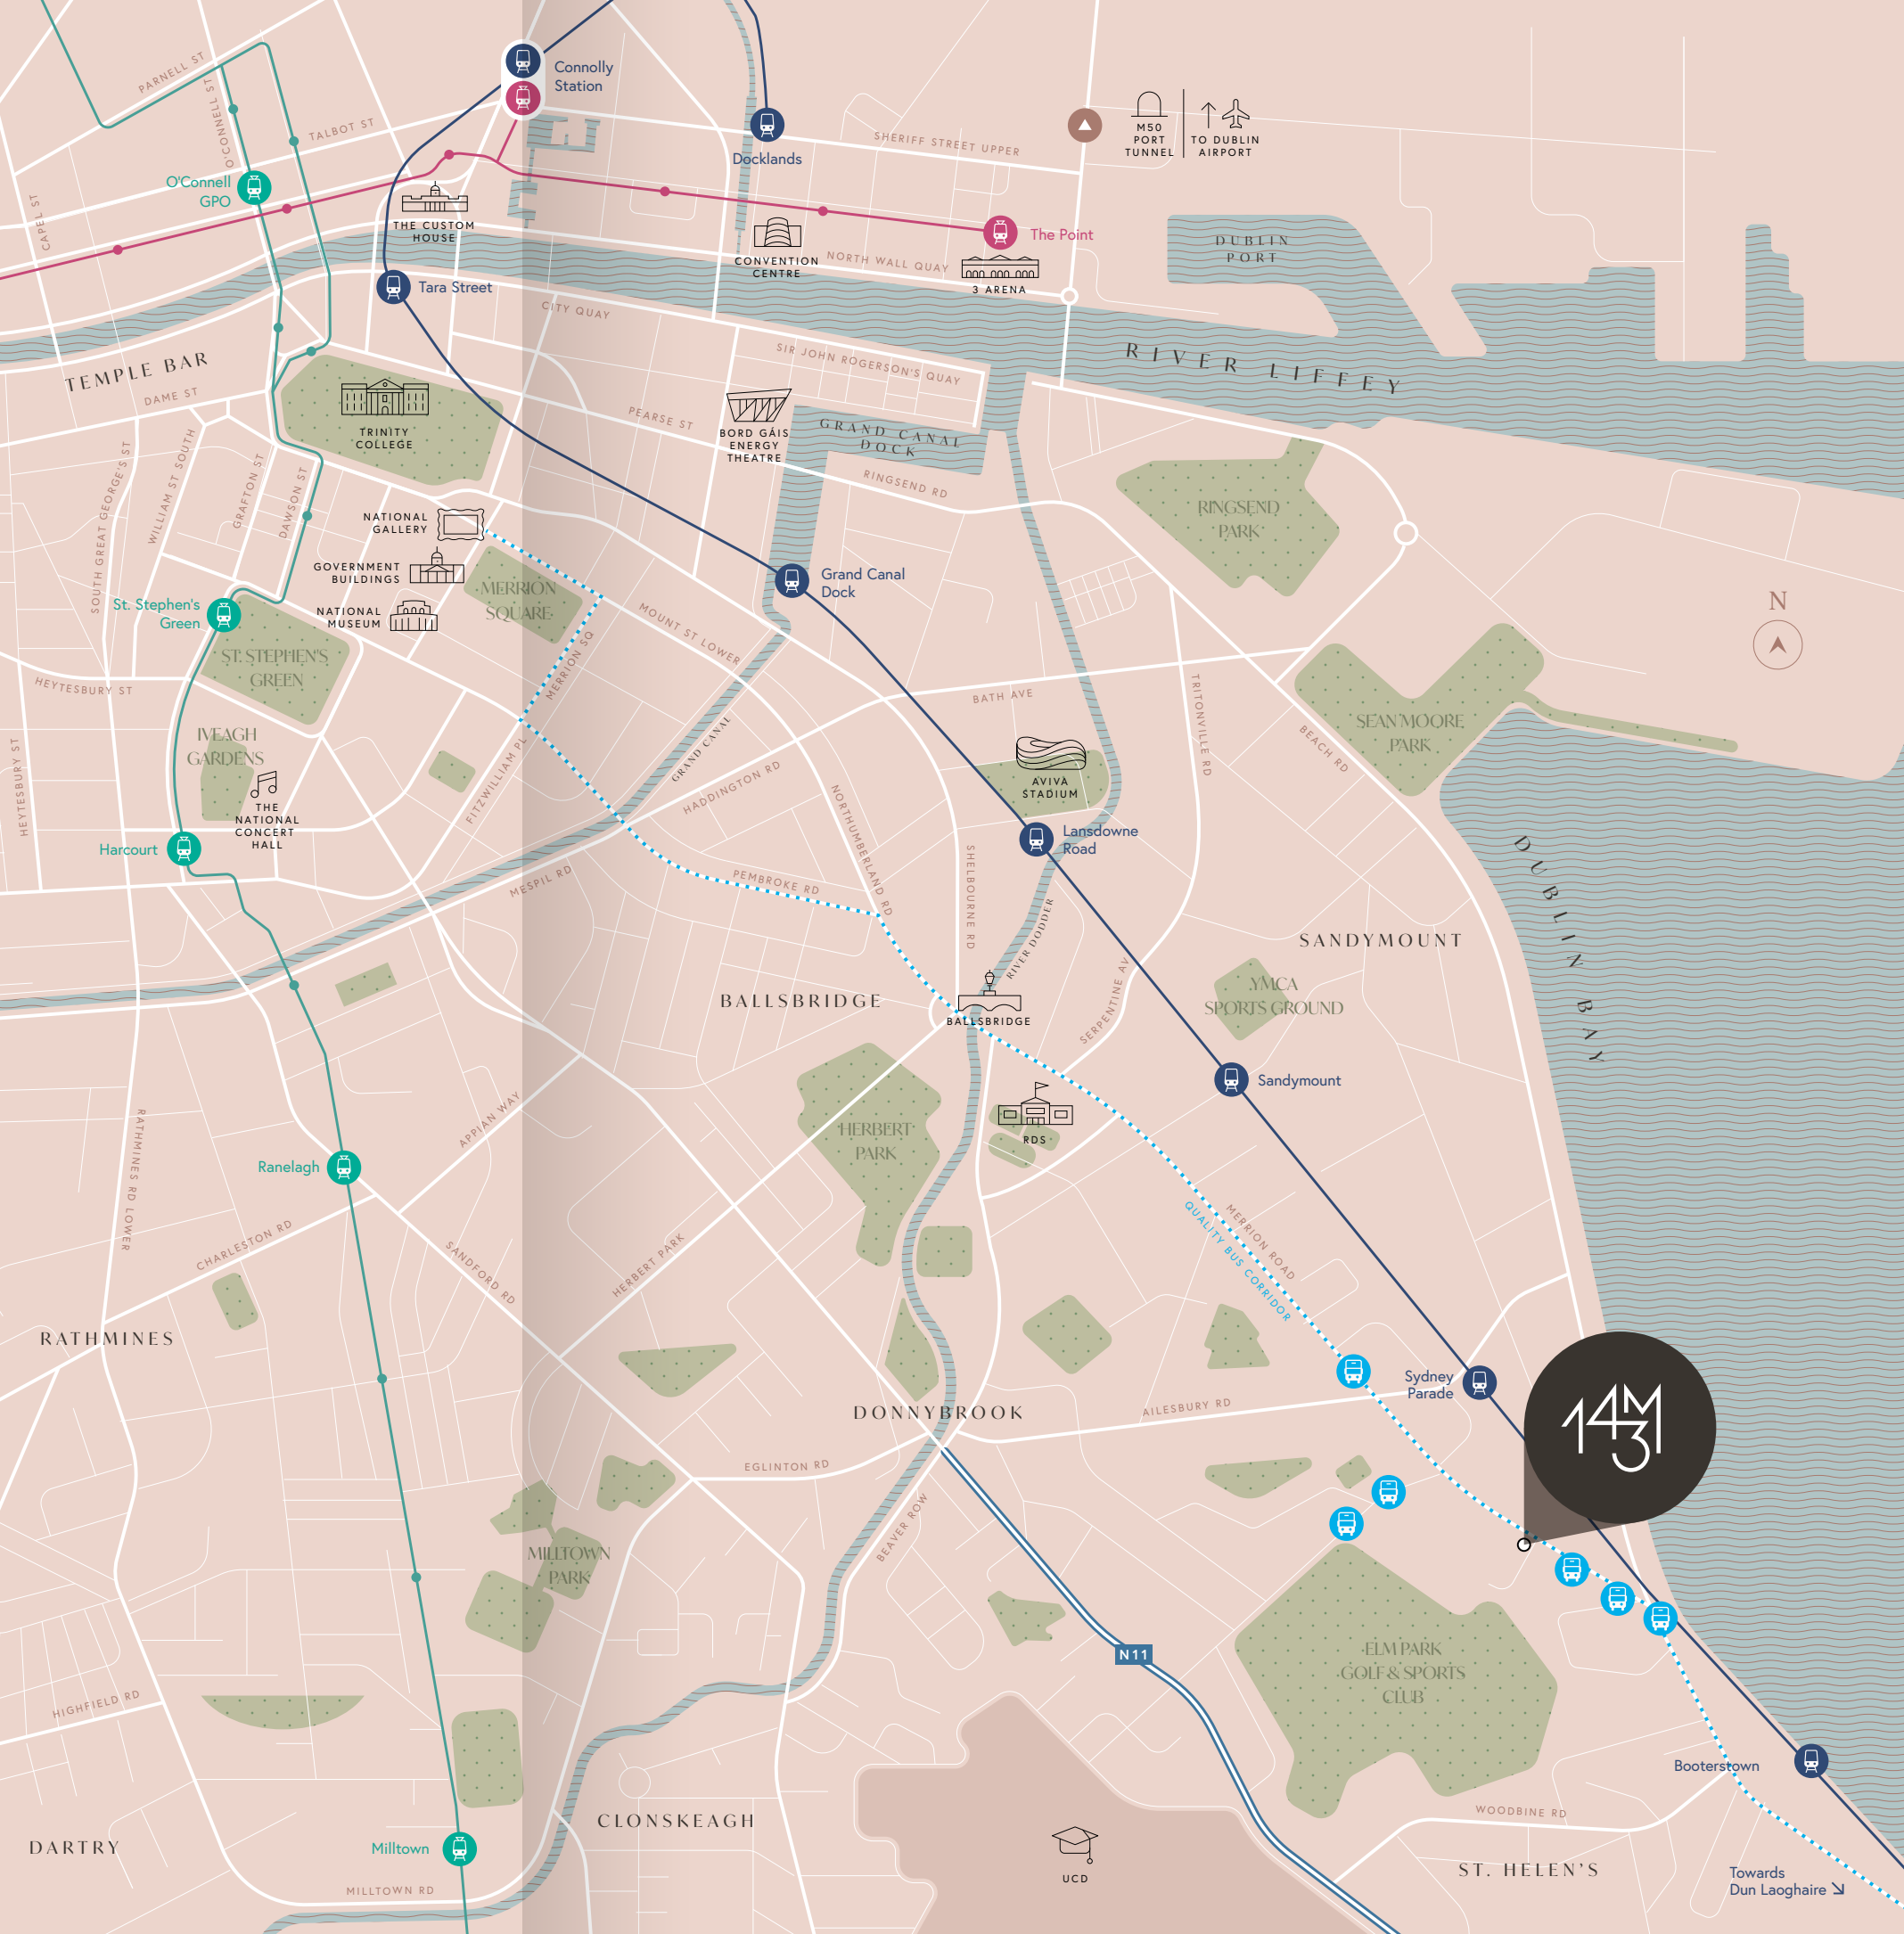 Connolly
Station
PARNELL ST
O'CONNELL ST
TALBOT ST
CAPEL ST
O'Connell
GPO
THE CUSTOM
HOUSE
Docklands
SHERIFF STREET UPPER
M50
PORT
TUNNEL
TO DUBLIN
AIRPORT
The Point
CONVENTION
CENTRE
NORTH WALL QUAY
3 ARENA
DUBLIN
PORT
Tara Street
CITY QUAY
SIR JOHN ROGERSON'S QUAY
RIVER LIFFEY
TEMPLE BAR
DAME ST
TRINITY
COLLEGE
PEARSE ST
BORD GÁIS
ENERGY
THEATRE
GRAND CANAL
DOCK
RINGSEND RD
RINGSEND
PARK
SOUTH GREAT GEORGE'S ST
WILLIAM ST SOUTH
GRAFTON ST
DAWSON ST
NATIONAL
GALLERY
GOVERNMENT
BUILDINGS
NATIONAL
MUSEUM
MERRION
SQUARE
Grand Canal
Dock
St. Stephen's
Green
ST. STEPHEN'S
GREEN
MOUNT ST LOWER
MERRION SQ
N
HEYTESBURY ST
HEYTESBURY ST
BATH AVE
TRITONVILLE RD
BEACH RD
SEAN MOORE
PARK
IVEAGH
GARDENS
THE
NATIONAL
CONCERT
HALL
FITZWILLIAM PL
GRAND CANAL
HADDINGTON RD
NORTHUMBERLAND RD
AVIVA
STADIUM
Lansdowne
Road
Harcourt
MESPIL RD
PEMBROKE RD
SHELBOURNE RD
RIVER DODDER
DUBLIN BAY
SANDYMOUNT
BALLSBRIDGE
BALLSBRIDGE
SERPENTINE AV
YMCA
SPORTS GROUND
Sandymount
RATHMINES RD LOWER
APPIAN WAY
HERBERT
PARK
RDS
Ranelagh
CHARLESTON RD
SANDFORD RD
HERBERT PARK
MERRION ROAD
QUALITY BUS CORRIDOR
RATHMINES
DONNYBROOK
AILESBURY RD
Sydney
Parade
143M
EGLINTON RD
BEAVER ROW
MILLTOWN
PARK
N11
ELM PARK
GOLF & SPORTS
CLUB
HIGHFIELD RD
Booterstown
WOODBINE RD
CLONSKEAGH
DARTRY
Milltown
MILLTOWN RD
UCD
ST. HELEN'S
Towards
Dun Laoghaire